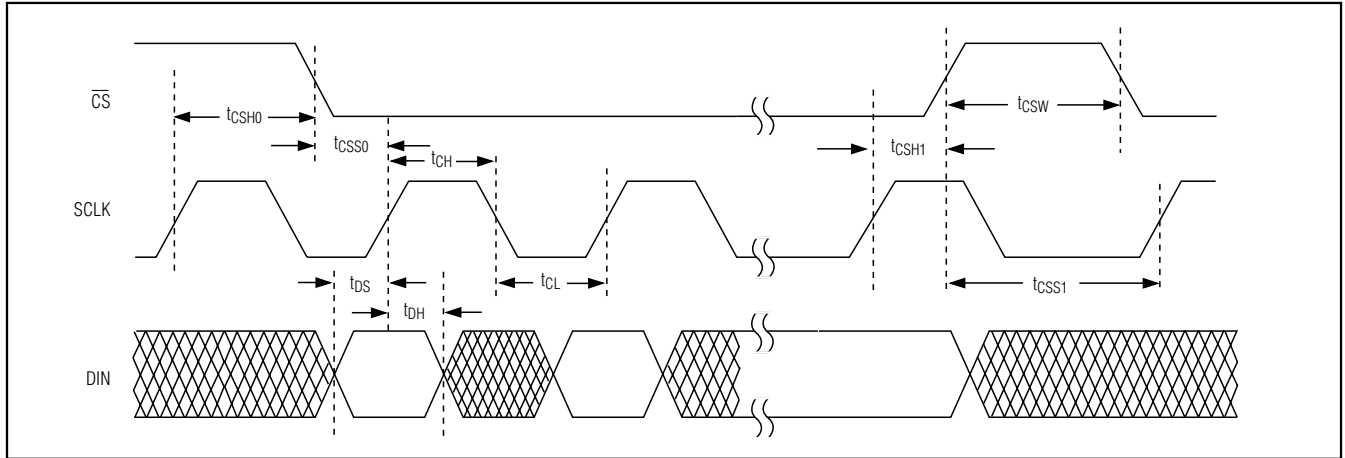 CS
tCSH0
tCSW
tCSS0
tCH
tCSH1
SCLK
tDS
tCL
tCSS1
tDH
DIN